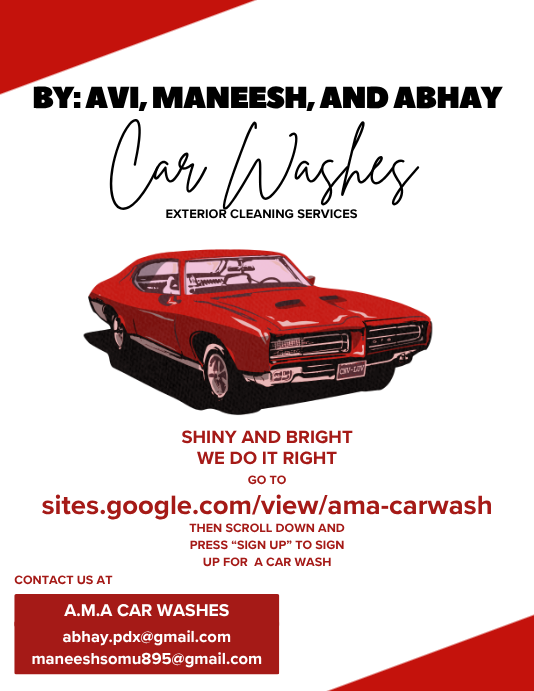 BY: AVI, MANEESH, AND ABHAY
Car Washes
EXTERIOR CLEANING SERVICES
SHINY AND BRIGHT
WE DO IT RIGHT
GO TO
sites.google.com/view/ama-carwash
THEN SCROLL DOWN AND
PRESS “SIGN UP” TO SIGN
UP FOR A CAR WASH
CONTACT US AT
A.M.A CAR WASHES
abhay.pdx@gmail.com
maneeshsomu895@gmail.com